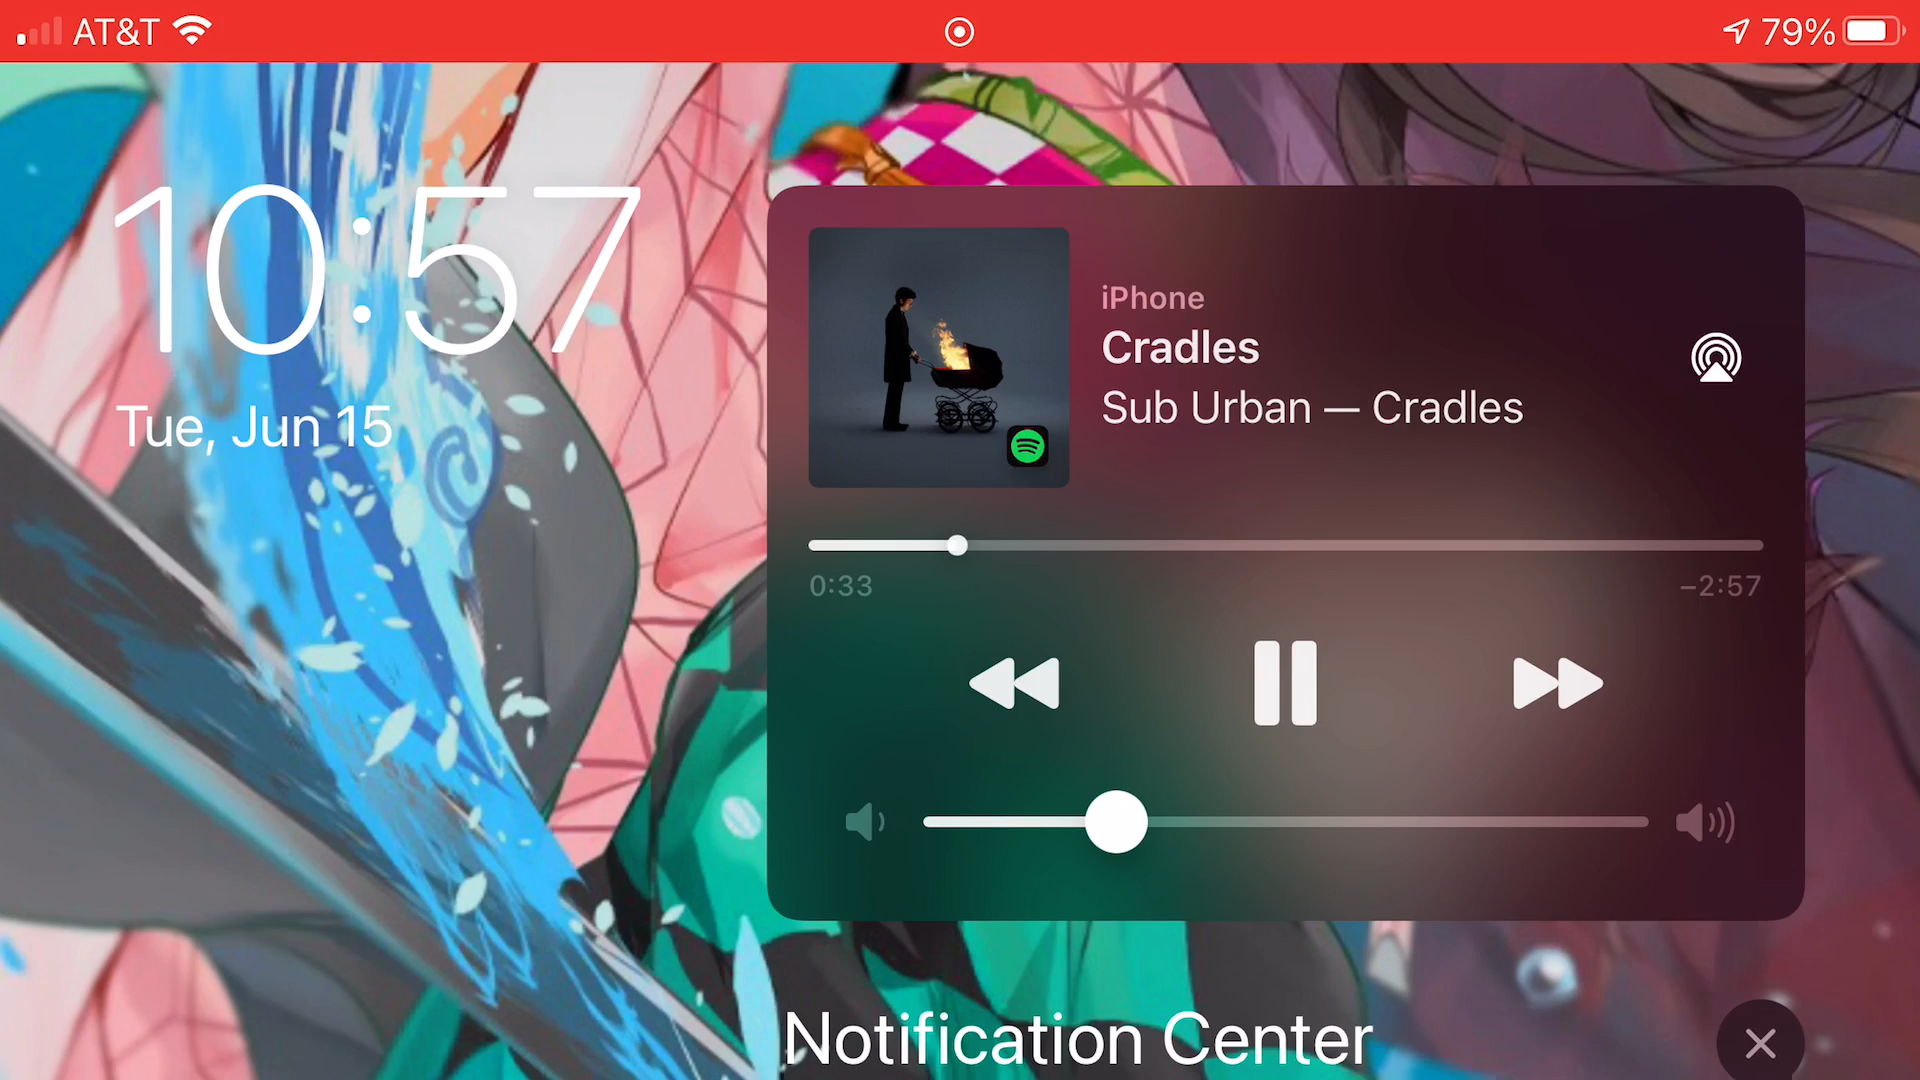 AT&T
79%
10:57
Tue, Jun 15
iPhone
Cradles
Sub Urban — Cradles
0:33
−2:57
Notification Center